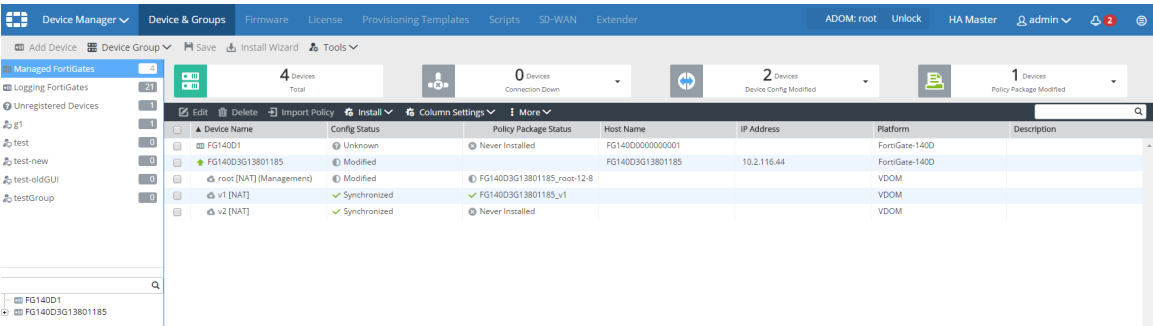 Device Manager Device & Groups Firmware License Provisioning Templates Scripts SD-WAN Extender ADOM: root Unlock HA Master admin 2
Add Device Device Group Save Install Wizard Tools
Managed FortiGates 4
Logging FortiGates 21
Unregistered Devices 1
g1 1
test 0
test-new 0
test-oldGUI 0
testGroup 0
4 Devices
Total
0 Devices
Connection Down
2 Devices
Device Config Modified
1 Devices
Policy Package Modified
Edit Delete Import Policy Install Column Settings More
Device Name Config Status Policy Package Status Host Name IP Address Platform Description
FG140D1 Unknown Never Installed FG140D0000000001 FortiGate-140D
FG140D3G13801185 Modified FG140D3G13801185 10.2.116.44 FortiGate-140D
root [NAT] (Management) Modified FG140D3G13801185_root-12-8 VDOM
v1 [NAT] Synchronized FG140D3G13801185_v1 VDOM
v2 [NAT] Synchronized Never Installed VDOM
FG140D1
FG140D3G13801185